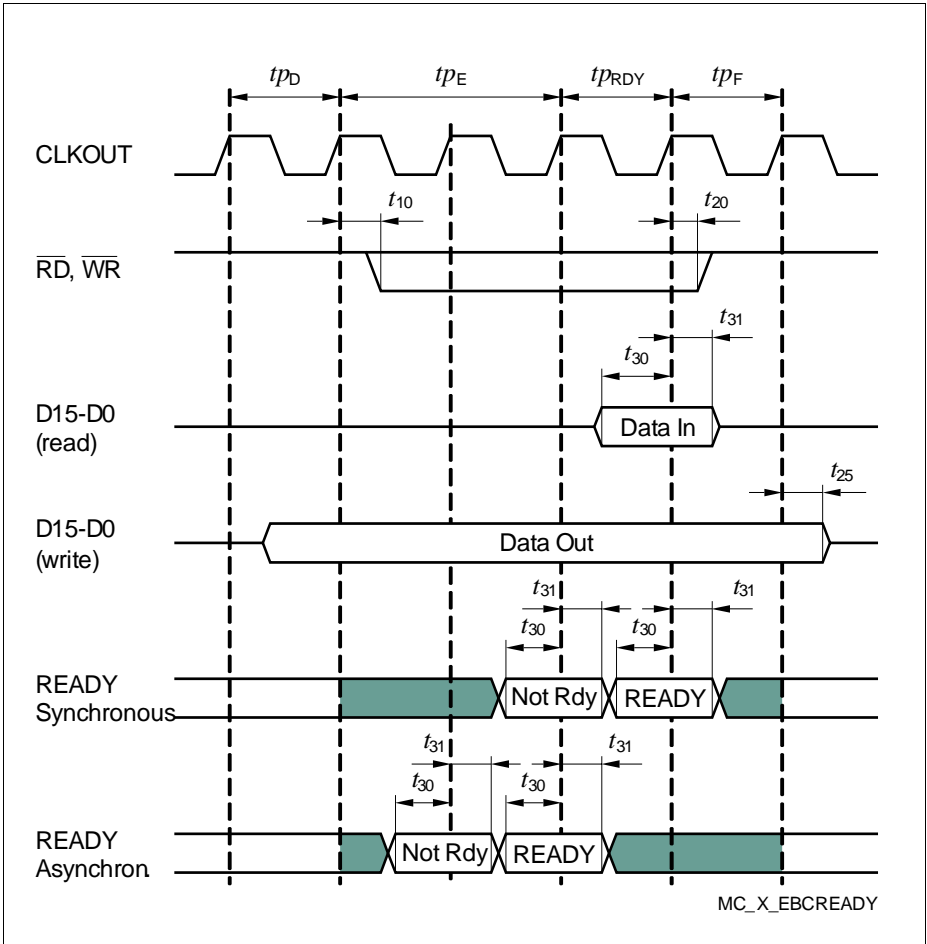 tpD tpE tpRDY tpF
CLKOUT
t10 t20
RD, WR
t31
t30
D15-D0
(read)
Data In
t25
D15-D0
(write)
Data Out
t31 t31
t30 t30
READY
Synchronous
Not Rdy READY
t31 t31
t30 t30
READY
Asynchron.
Not Rdy READY
MC_X_EBCREADY